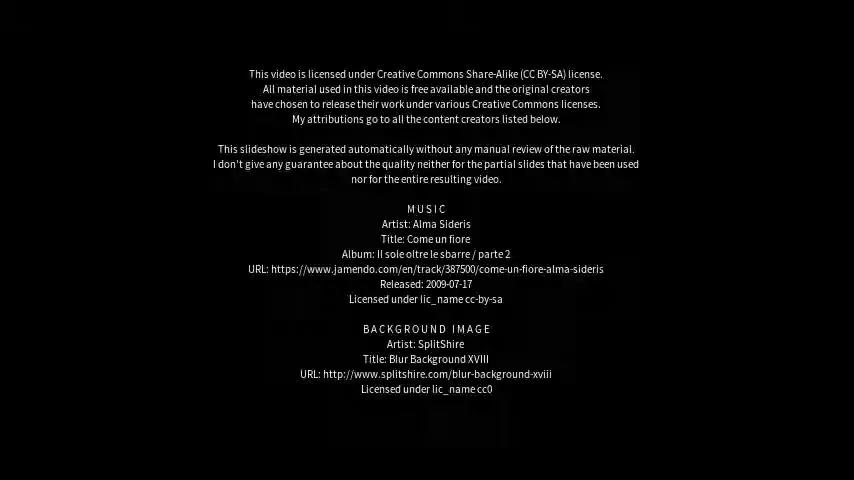 This video is licensed under Creative Commons Share-Alike (CC BY-SA) license.
All material used in this video is free available and the original creators
have chosen to release their work under various Creative Commons licenses.
My attributions go to all the content creators listed below.
This slideshow is generated automatically without any manual review of the raw material.
I don't give any guarantee about the quality neither for the partial slides that have been used
nor for the entire resulting video.
MUSIC
Artist: Alma Sideris
Title: Come un fiore
Album: Il sole oltre le sbarre / parte 2
URL: https://www.jamendo.com/en/track/387500/come-un-fiore-alma-sideris
Released: 2009-07-17
Licensed under lic_name cc-by-sa
BACKGROUND IMAGE
Artist: SplitShire
Title: Blur Background XVIII
URL: http://www.splitshire.com/blur-background-xviii
Licensed under lic_name cc0